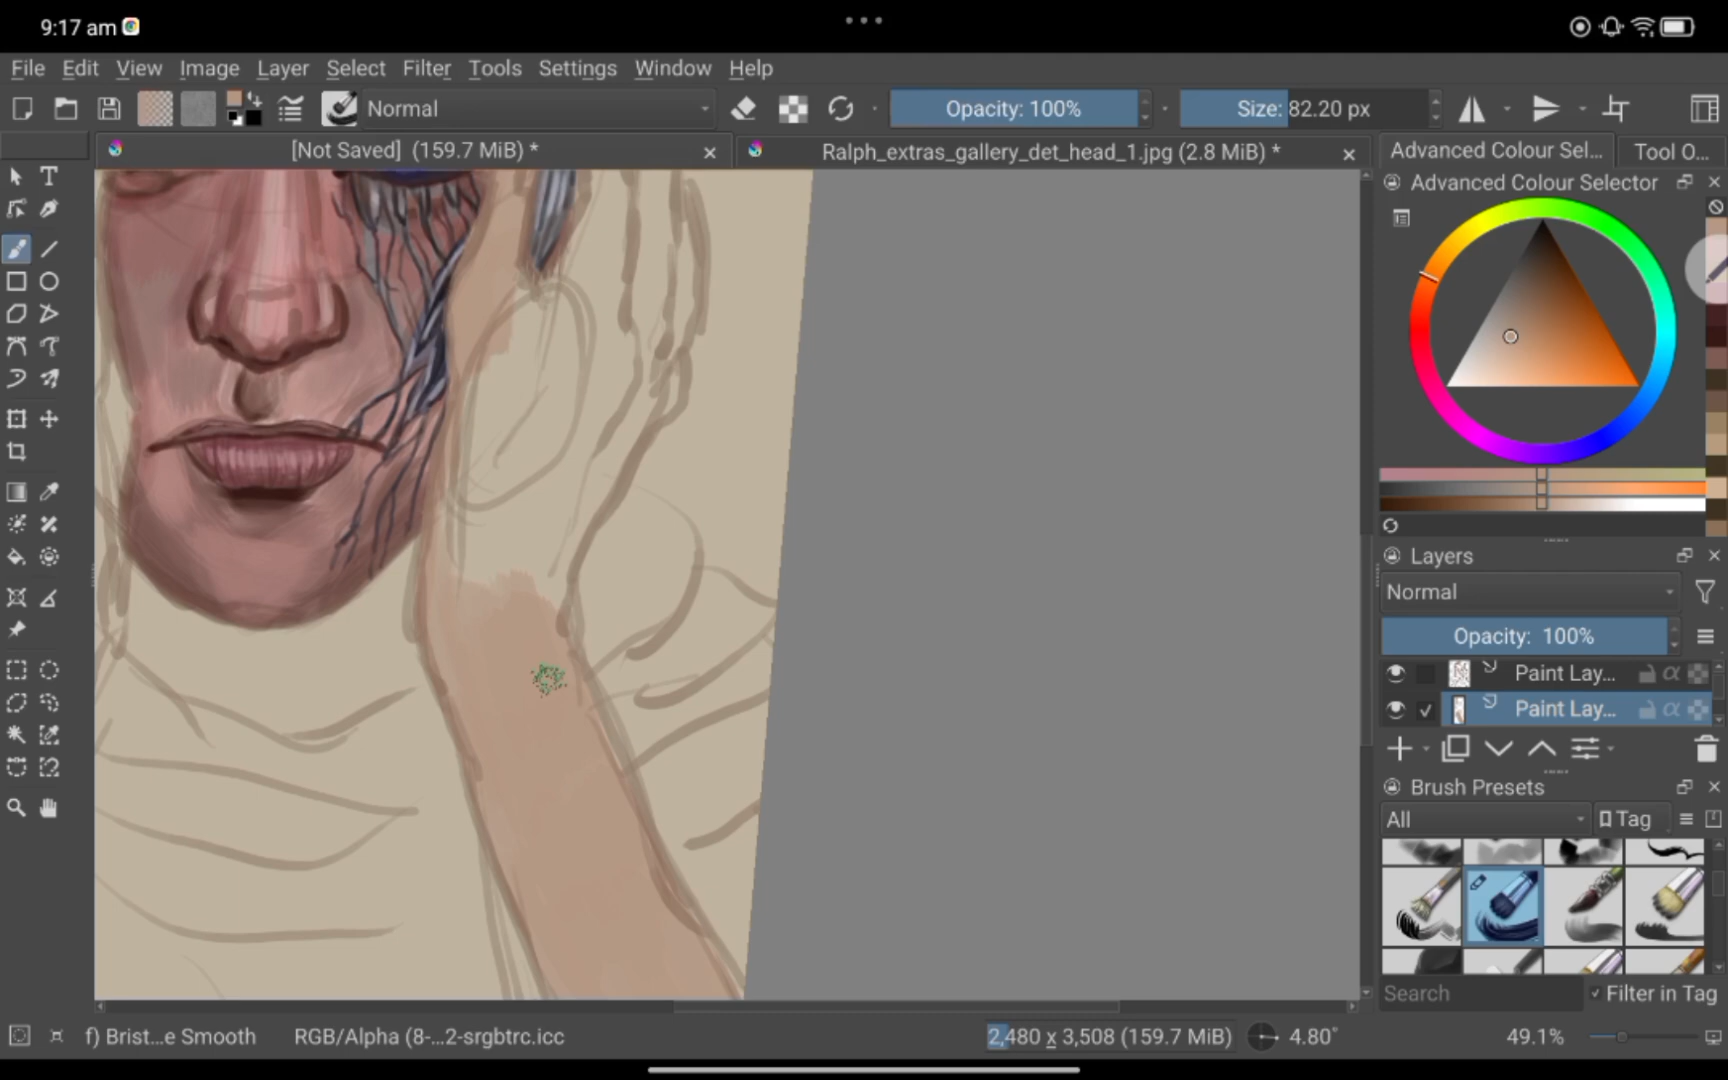 9:17 am
File Edit View Image Layer Select Filter Tools Settings Window Help
Normal Opacity: 100% Size: 82.20 px
[Not Saved] (159.7 MiB) * Ralph_extras_gallery_det_head_1.jpg (2.8 MiB) * Advanced Colour Sel... Tool O...
Advanced Colour Selector
Layers
Normal
Opacity: 100%
Paint Lay...
Paint Lay...
Brush Presets
All Tag
Search Filter in Tag
f) Brist...e Smooth RGB/Alpha (8-...2-srgbtrc.icc 2,480 x 3,508 (159.7 MiB) 4.80° 49.1%